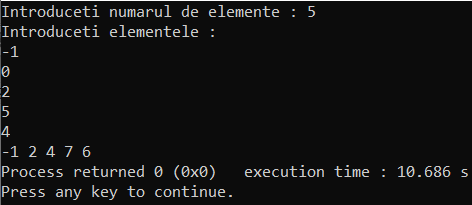 Introduceti numarul de elemente : 5
Introduceti elementele :
-1
0
2
5
4
-1 2 4 7 6
Process returned 0 (0x0)   execution time : 10.686 s
Press any key to continue.